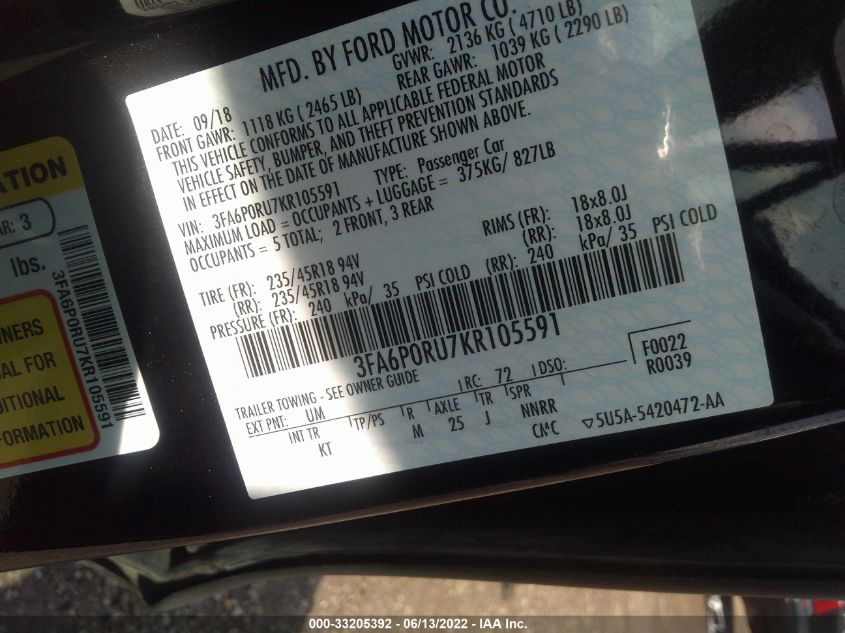 MFD. BY FORD MOTOR CO.
DATE: 09/18 GVWR: 2136 KG ( 4710 LB)
FRONT GAWR: 1118 KG ( 2465 LB) REAR GAWR: 1039 KG ( 2290 LB)
THIS VEHICLE CONFORMS TO ALL APPLICABLE FEDERAL MOTOR
VEHICLE SAFETY, BUMPER, AND THEFT PREVENTION STANDARDS
IN EFFECT ON THE DATE OF MANUFACTURE SHOWN ABOVE.
VIN: 3FA6P0RU7KR105591 TYPE: Passenger Car
MAXIMUM LOAD = OCCUPANTS + LUGGAGE = 375KG/ 827LB
OCCUPANTS = 5 TOTAL, 2 FRONT, 3 REAR
TIRE (FR): 235/45R18 94V RIMS (FR): 18x8.0J
(RR): 235/45R18 94V (RR): 18x8.0J
PRESSURE (FR): 240 kPa/ 35 PSI COLD (RR): 240 kPa/ 35 PSI COLD
3FA6P0RU7KR105591
TRAILER TOWING - SEE OWNER GUIDE
EXT PNT: UM RC: 72 DSO: F0022
R0039
INT TR TP/PS R AXLE TR SPR
KT M 25 J NNRR
CA*C ▽5U5A-5420472-AA
ATION
AR: 3
lbs.
3FA6P0RU7KR105591
WNERS
AL FOR
DITIONAL
FORMATION
000-33205392 - 06/13/2022 - IAA Inc.